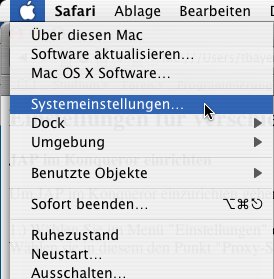 Safari Ablage Bearbeiten
Über diesen Mac
Software aktualisieren...
Mac OS X Software...
Systemeinstellungen...
Dock
Umgebung
Benutzte Objekte
Sofort beenden... ⌥⌘⎋
Ruhezustand
Neustart...
Ausschalten...